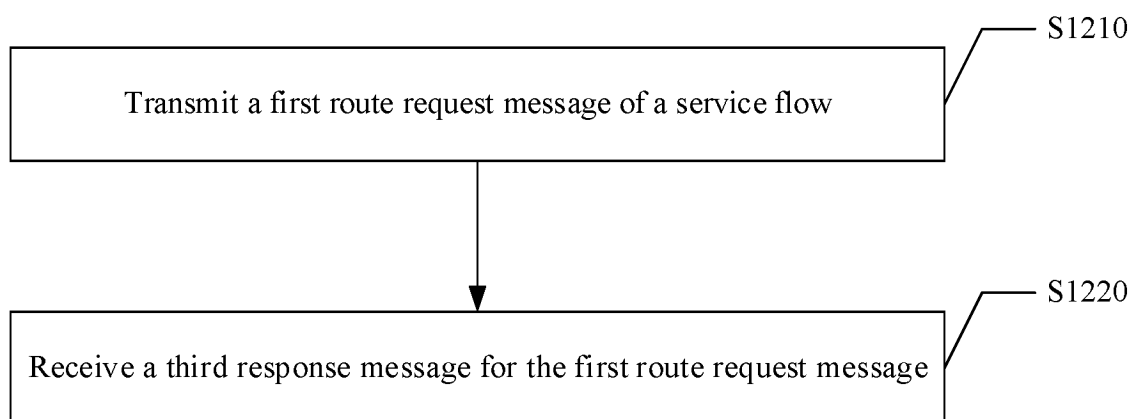 S1210
Transmit a first route request message of a service flow
S1220
Receive a third response message for the first route request message